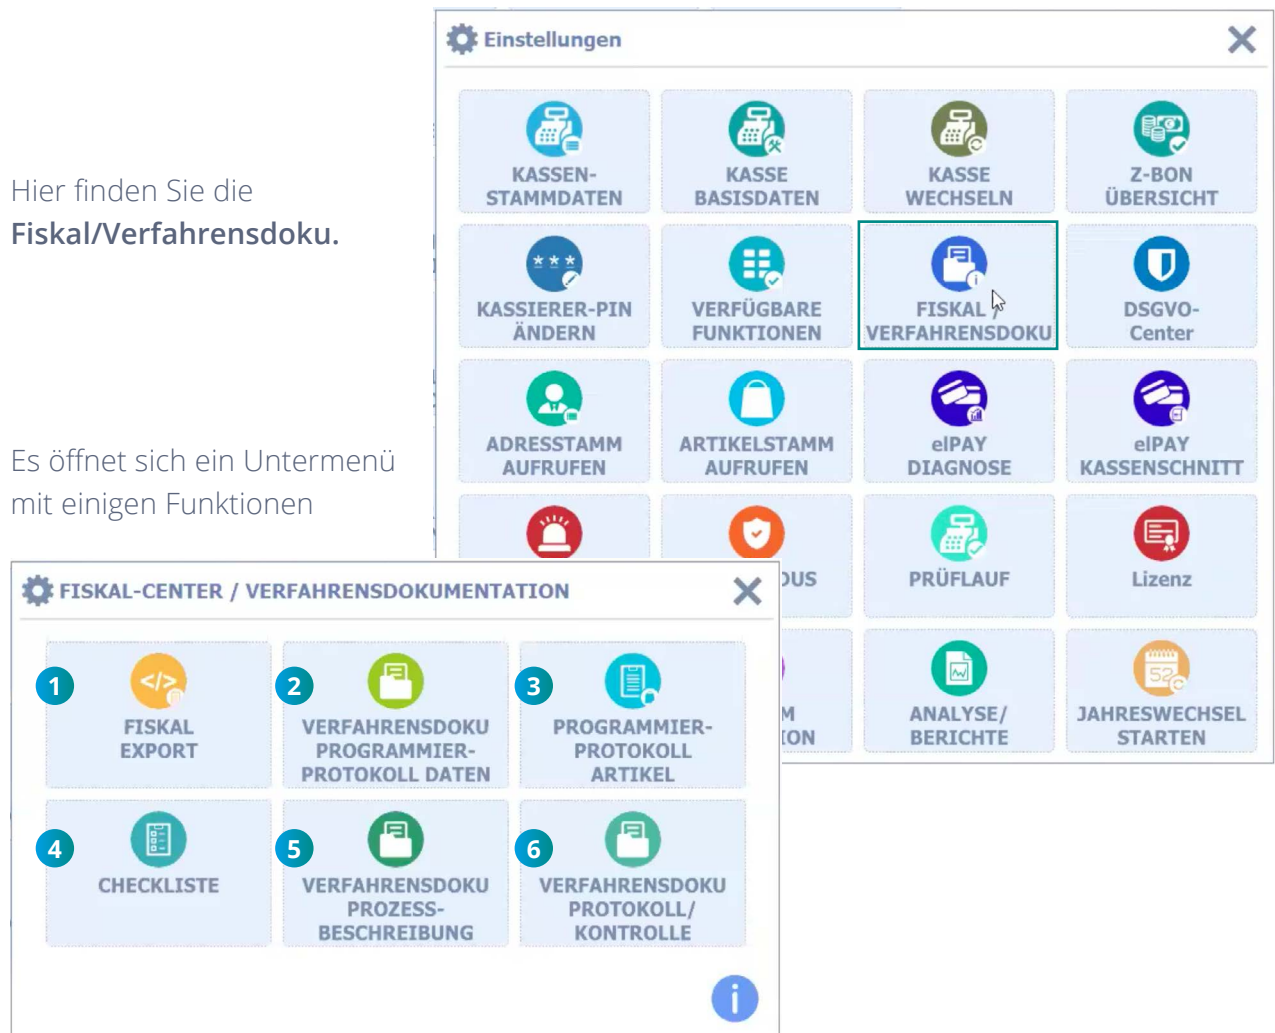 Einstellungen
KASSEN-
STAMMDATEN
KASSE
BASISDATEN
KASSE
WECHSELN
Z-BON
ÜBERSICHT
Hier finden Sie die
Fiskal/Verfahrensdoku.
***
KASSIERER-PIN
ÄNDERN
VERFÜGBARE
FUNKTIONEN
FISKAL /
VERFAHRENSDOKU
DSGVO-
Center
ADRESSTAMM
AUFRUFEN
ARTIKELSTAMM
AUFRUFEN
elPAY
DIAGNOSE
elPAY
KASSENSCHNITT
Es öffnet sich ein Untermenü
mit einigen Funktionen
PRÜFLAUF
Lizenz
52
ANALYSE/
BERICHTE
JAHRESWECHSEL
STARTEN
FISKAL-CENTER / VERFAHRENSDOKUMENTATION
1
</>
FISKAL
EXPORT
2
VERFAHRENSDOKU
PROGRAMMIER-
PROTOKOLL DATEN
3
PROGRAMMIER-
PROTOKOLL
ARTIKEL
4
CHECKLISTE
5
VERFAHRENSDOKU
PROZESS-
BESCHREIBUNG
6
VERFAHRENSDOKU
PROTOKOLL/
KONTROLLE
i